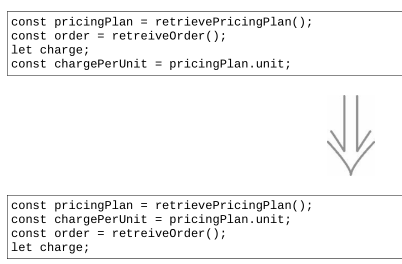 const pricingPlan = retrievePricingPlan();
const order = retreiveOrder();
let charge;
const chargePerUnit = pricingPlan.unit;
const pricingPlan = retrievePricingPlan();
const chargePerUnit = pricingPlan.unit;
const order = retreiveOrder();
let charge;